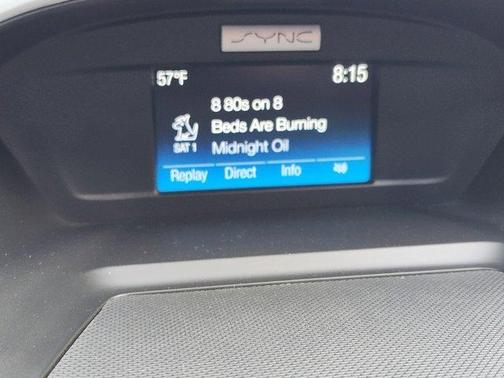 SYNC
57°F 8:15
8 80s on 8
Beds Are Burning
SAT 1 Midnight Oil
Replay Direct Info